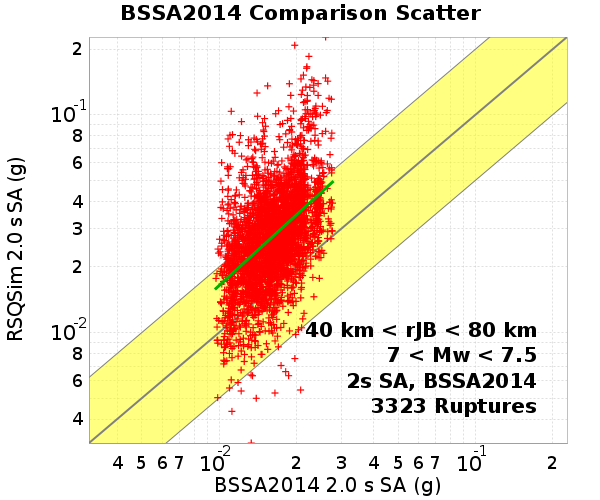 BSSA2014 Comparison Scatter
RSQSim 2.0 s SA (g)
2
10-1
8
6
4
3
2
10-2
8
6
4
40 km < rJB < 80 km
7 < Mw < 7.5
2s SA, BSSA2014
3323 Ruptures
4 5 6 7 10-2 2 3 4 5 6 7 10-1 2
BSSA2014 2.0 s SA (g)